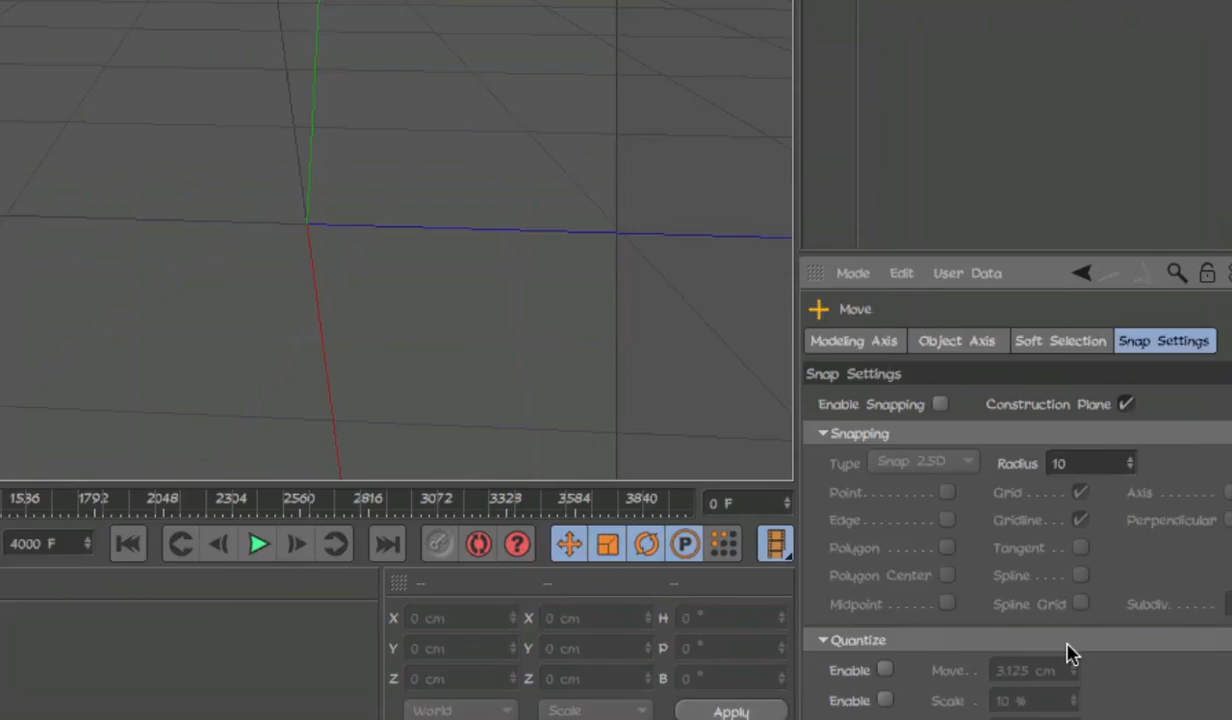 Mode Edit User Data
Move
Modeling Axis Object Axis Soft Selection Snap Settings
Snap Settings
Enable Snapping Construction Plane
Snapping
Type Snap 2.5D Radius 10
Point......... Grid ..... Axis .......
Edge......... Gridline... Perpendicular
Polygon ...... Tangent ..
Polygon Center Spline ....
Midpoint ...... Spline Grid Subdiv. .....
Quantize
Enable Move.. 3.125 cm
Enable Scale . 10 %
1536 1792 2048 2304 2560 2816 3072 3328 3584 3840 0 F
4000 F
P
-- -- --
X 0 cm X 0 cm H 0 °
Y 0 cm Y 0 cm P 0 °
Z 0 cm Z 0 cm B 0 °
World Scale Apply